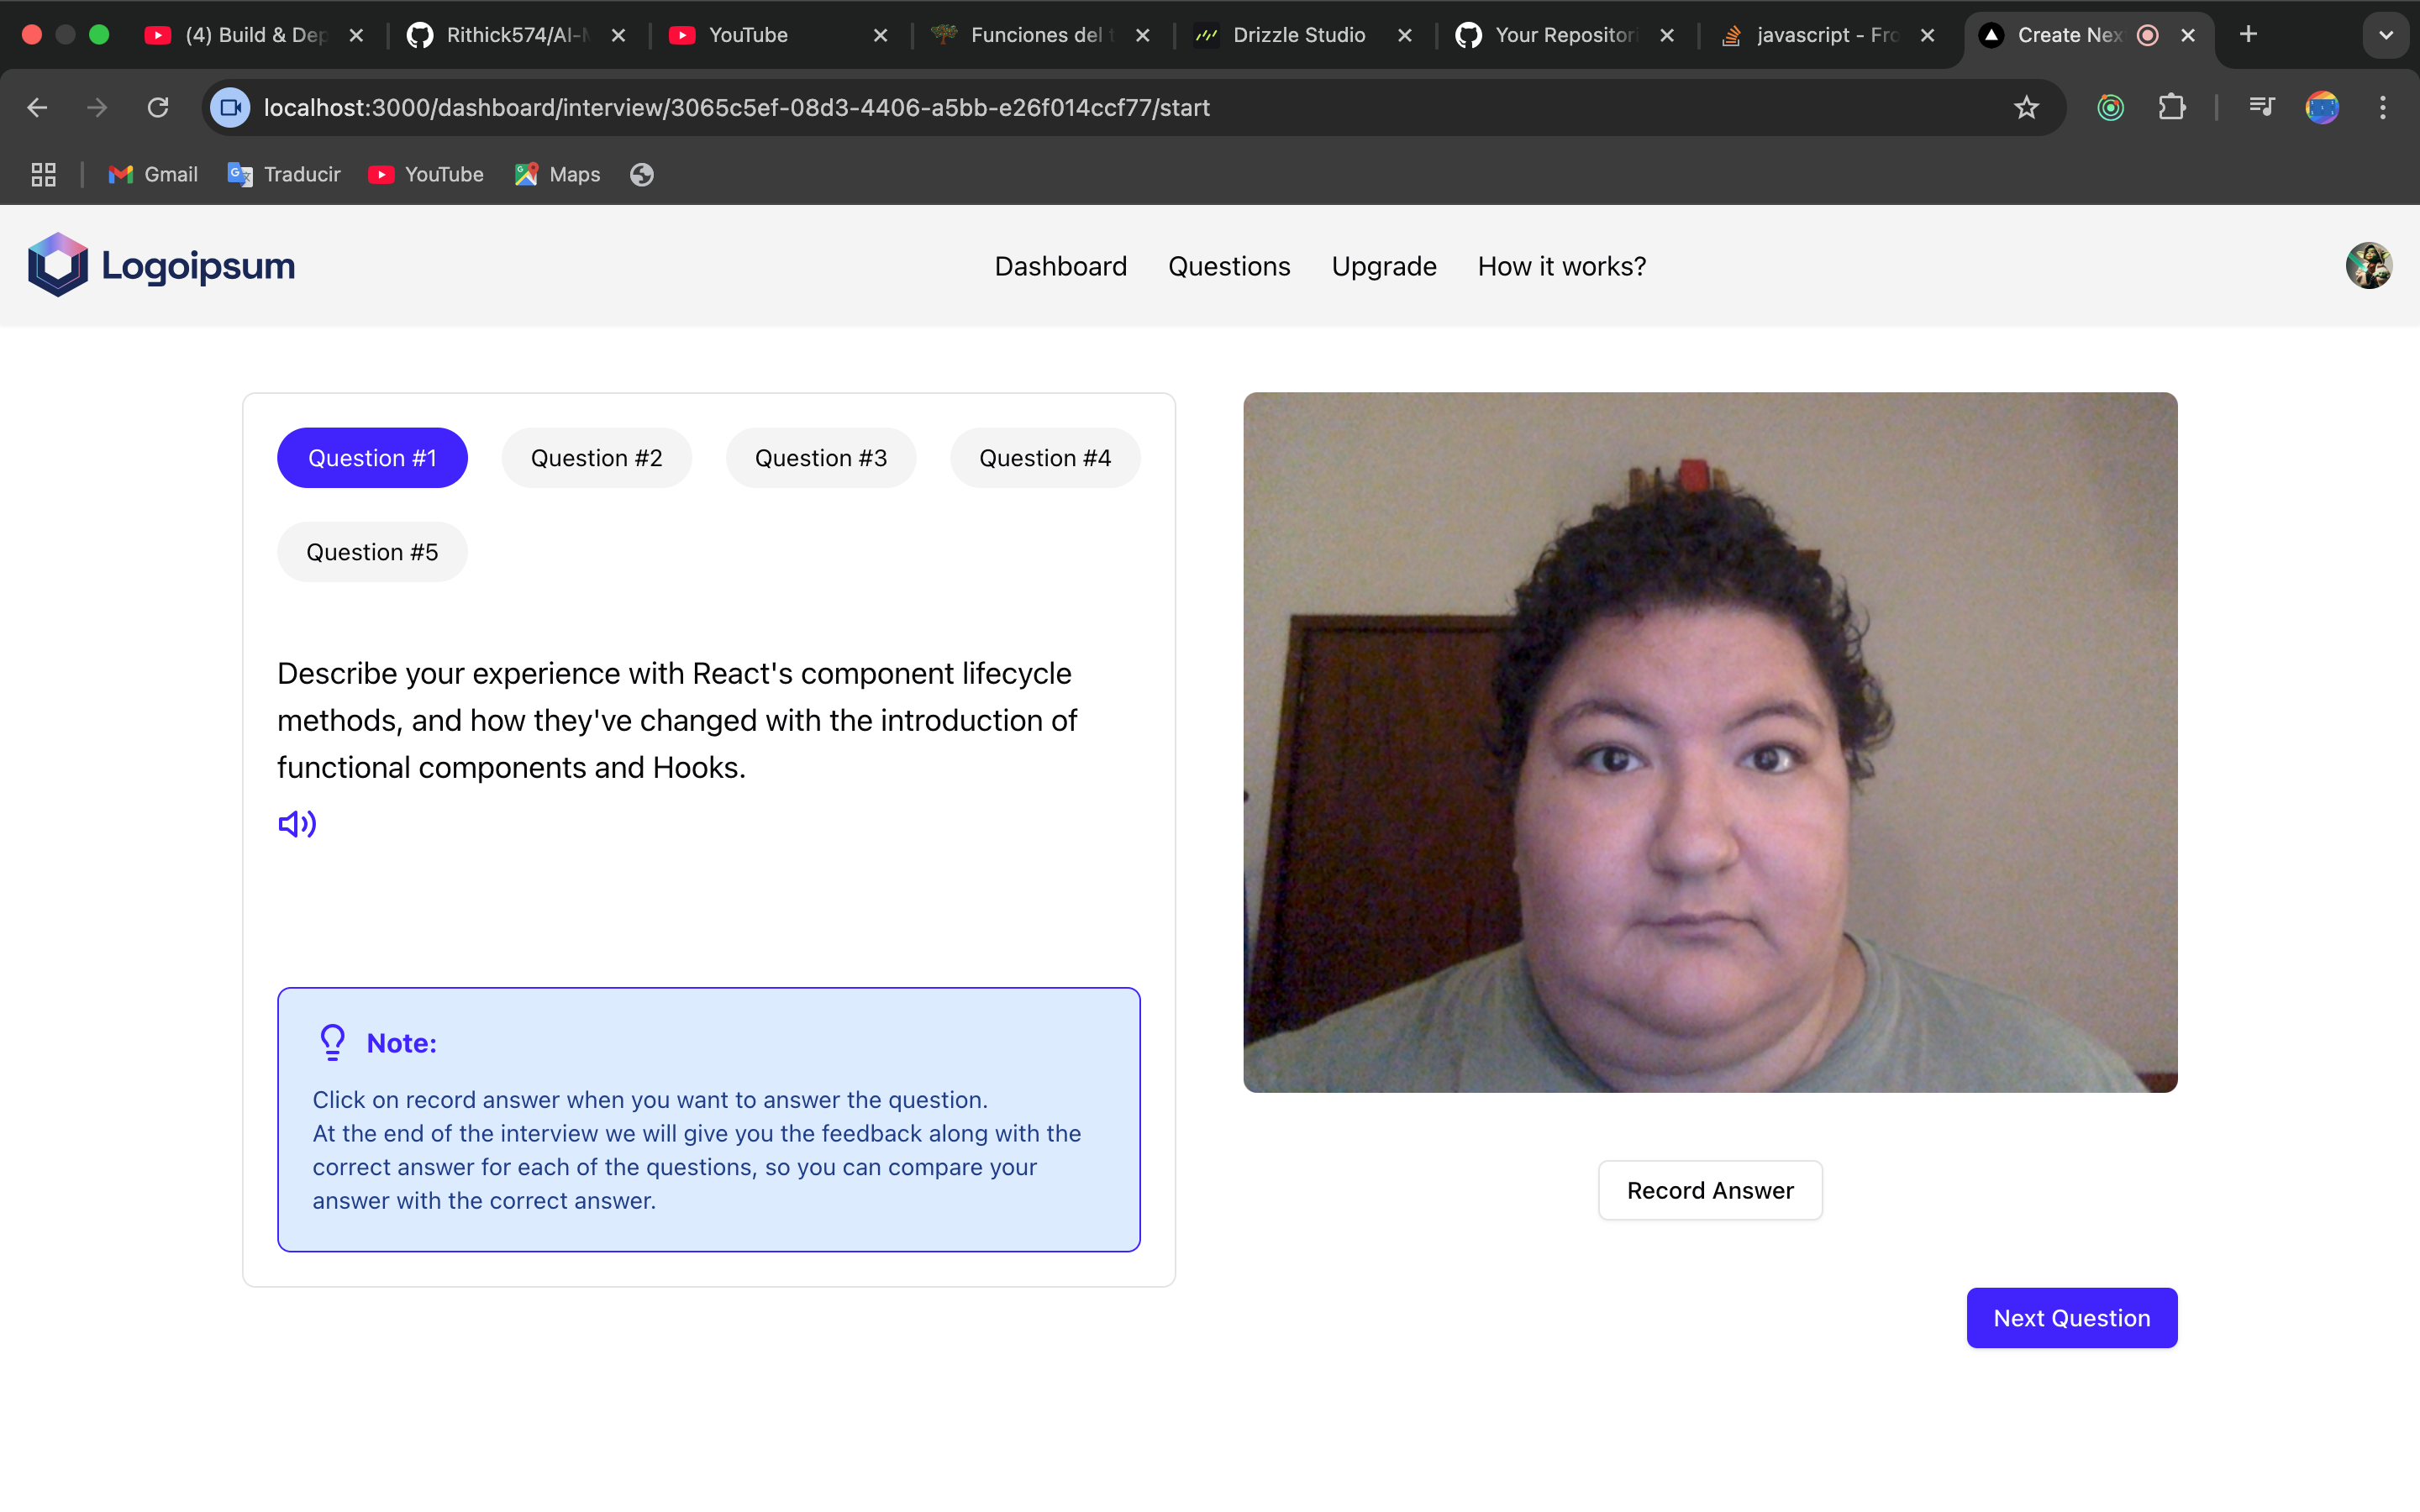 (4) Build & Dep
Rithick574/AI-M
YouTube
Funciones del t
Drizzle Studio
Your Repositori
javascript - Fro
Create Nex
localhost:3000/dashboard/interview/3065c5ef-08d3-4406-a5bb-e26f014ccf77/start
Gmail
Traducir
YouTube
Maps
Logoipsum
Dashboard
Questions
Upgrade
How it works?
Question #1
Question #2
Question #3
Question #4
Question #5
Describe your experience with React's component lifecycle
methods, and how they've changed with the introduction of
functional components and Hooks.
Note:
Click on record answer when you want to answer the question.
At the end of the interview we will give you the feedback along with the
correct answer for each of the questions, so you can compare your
answer with the correct answer.
Record Answer
Next Question